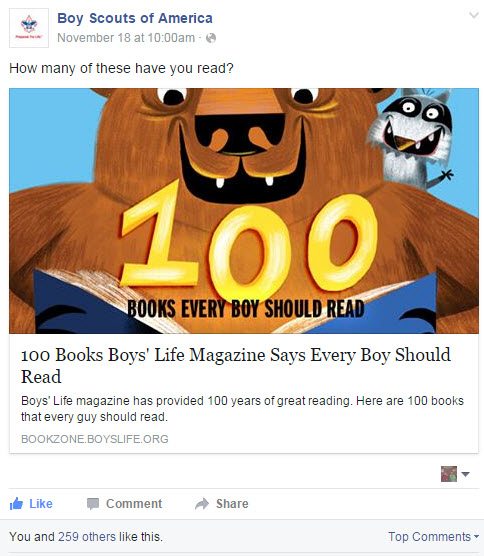 Boy Scouts of America
November 18 at 10:00am ·
How many of these have you read?
100
BOOKS EVERY BOY SHOULD READ
100 Books Boys' Life Magazine Says Every Boy Should
Read
Boys' Life magazine has provided 100 years of great reading. Here are 100 books
that every guy should read.
BOOKZONE.BOYSLIFE.ORG
Like Comment Share
You and 259 others like this. Top Comments